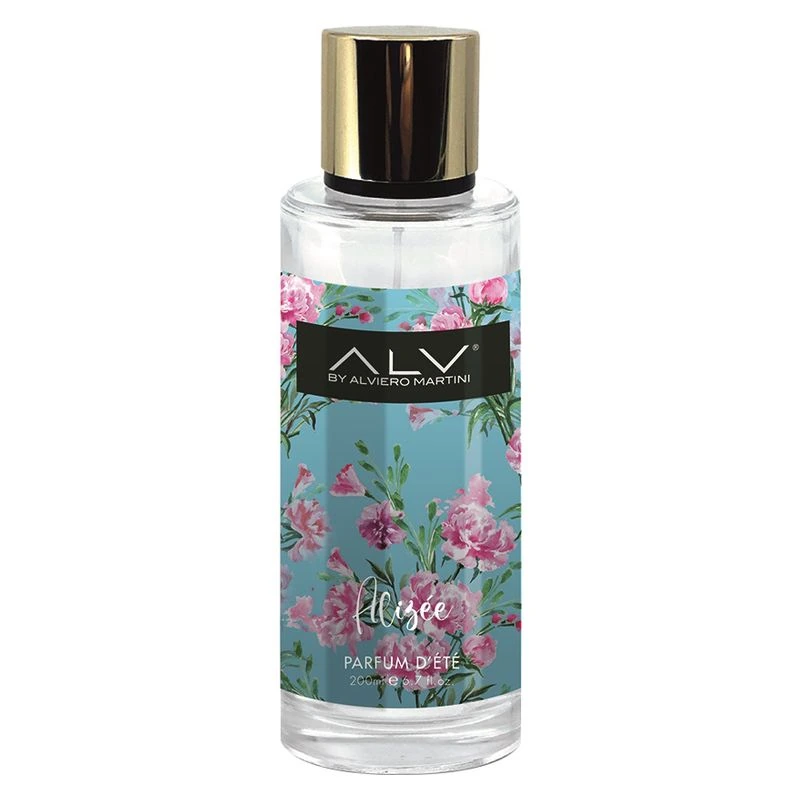 ALV®
BY ALVIERO MARTINI
Alizée
PARFUM D'ÉTÉ
200ml e 6.7 fl.oz.